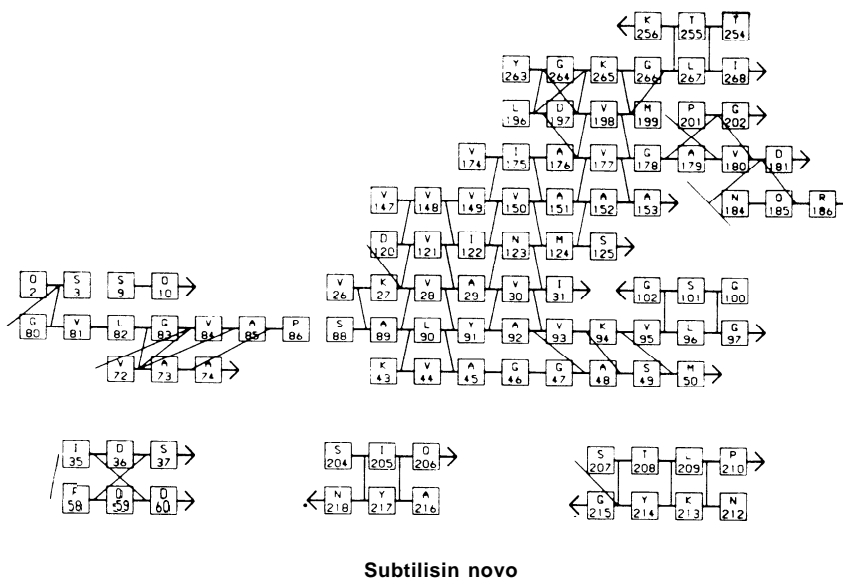 K T T
256 255 254
Y G K G L I
263 264 265 266 267 268
L D V M P G
196 197 198 199 201 202
V I A V G A V D
174 175 176 177 178 179 180 181
V V V V A A A N O R
147 148 149 150 151 152 153 184 185 186
D V I N M S
120 121 122 123 124 125
O S S O V K V A V I G S G
2 3 9 10 26 27 28 29 30 31 102 101 100
G V L G V A P S A L Y A V K V L G
80 81 82 83 84 85 86 88 89 90 91 92 93 94 95 96 97
V A A K V A G G A S M
72 73 74 43 44 45 46 47 48 49 50
I D S S I O S T L P
35 36 37 204 205 206 207 208 209 210
F O D N Y A G Y K N
58 59 60 218 217 216 215 214 213 212
Subtilisin novo